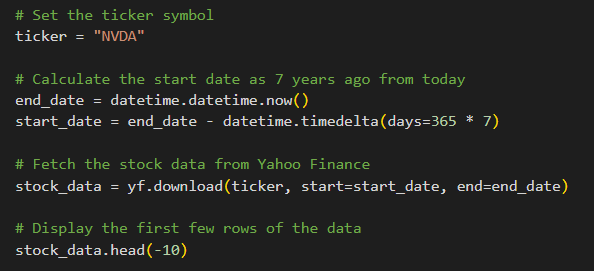 # Set the ticker symbol
ticker = "NVDA"
# Calculate the start date as 7 years ago from today
end_date = datetime.datetime.now()
start_date = end_date - datetime.timedelta(days=365 * 7)
# Fetch the stock data from Yahoo Finance
stock_data = yf.download(ticker, start=start_date, end=end_date)
# Display the first few rows of the data
stock_data.head(-10)